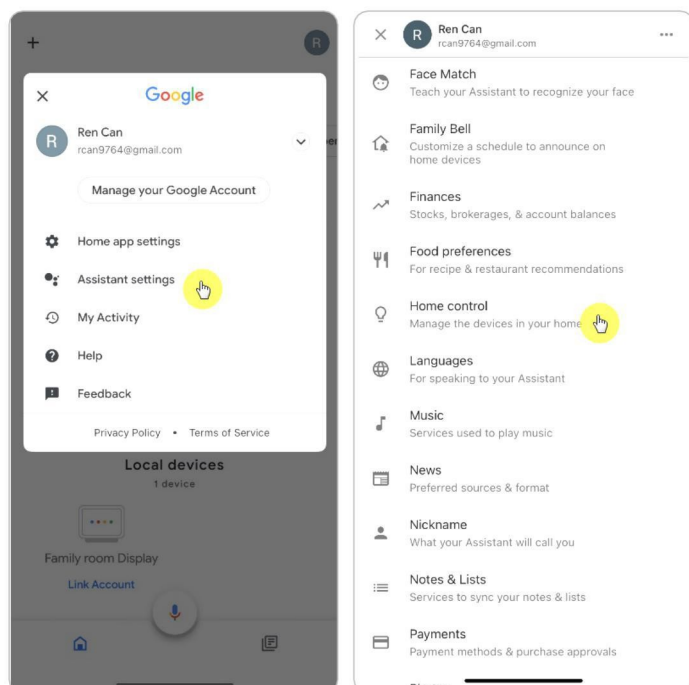 R
Google
R
Ren Can
rcan9764@gmail.com
Manage your Google Account
Home app settings
Assistant settings
My Activity
Help
Feedback
Privacy Policy • Terms of Service
Local devices
1 device
Family room Display
Link Account
R
Ren Can
rcan9764@gmail.com
Face Match
Teach your Assistant to recognize your face
Family Bell
Customize a schedule to announce on
home devices
Finances
Stocks, brokerages, & account balances
Food preferences
For recipe & restaurant recommendations
Home control
Manage the devices in your home
Languages
For speaking to your Assistant
Music
Services used to play music
News
Preferred sources & format
Nickname
What your Assistant will call you
Notes & Lists
Services to sync your notes & lists
Payments
Payment methods & purchase approvals